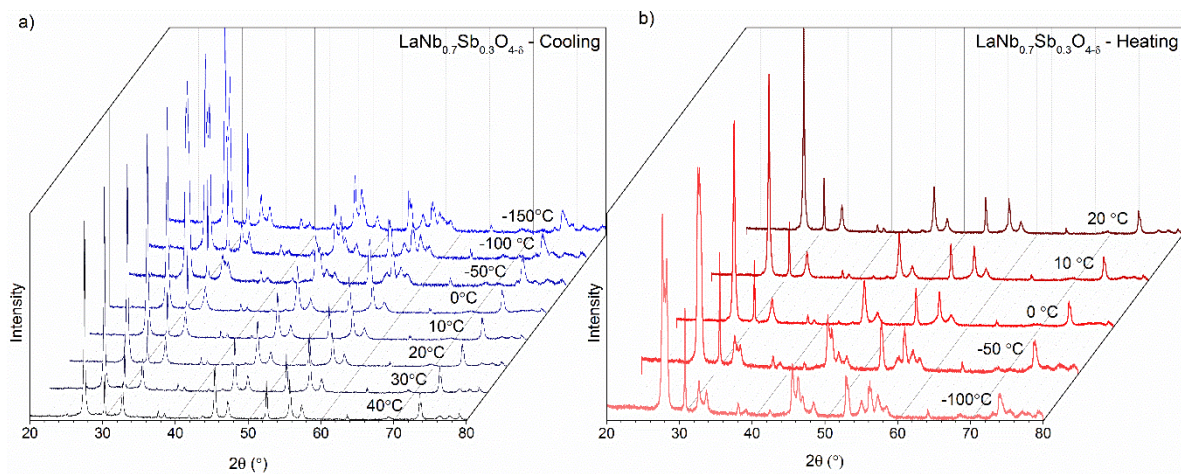 a)
LaNb0.7Sb0.3O4-δ - Cooling
-150°C
-100 °C
-50°C
0°C
10°C
20°C
30°C
40°C
Intensity
20 30 40 50 60 70 80
2θ (°)
b)
LaNb0.7Sb0.3O4-δ - Heating
20 °C
10 °C
0 °C
-50 °C
-100°C
Intensity
20 30 40 50 60 70 80
2θ (°)